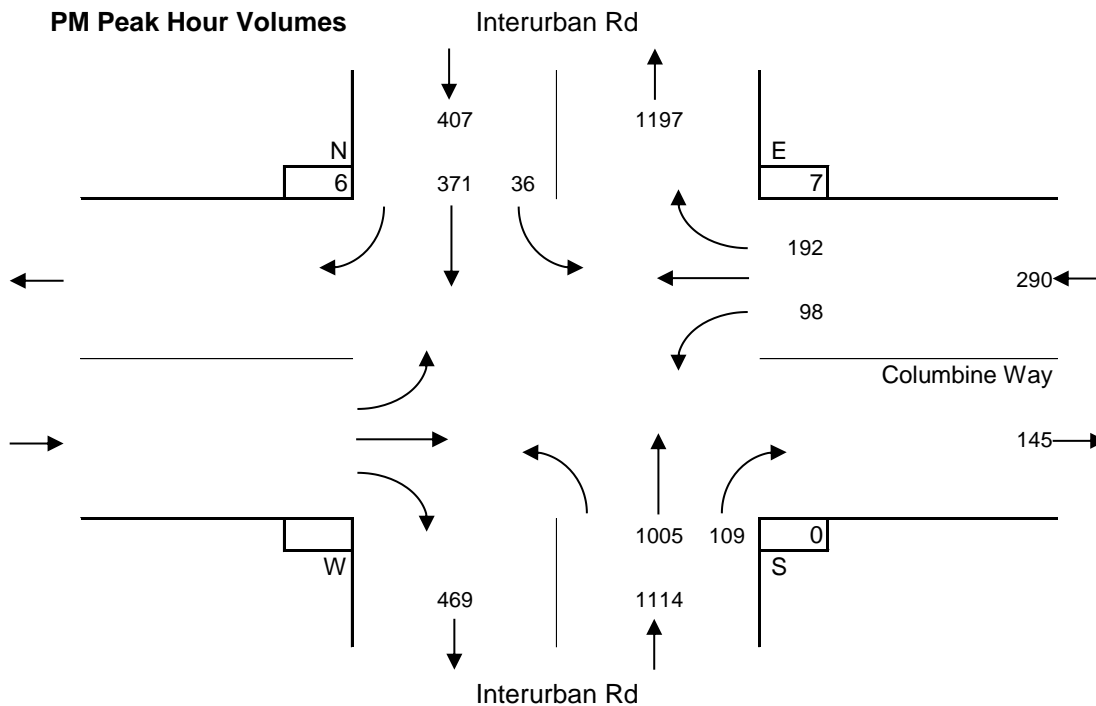 PM Peak Hour Volumes Interurban Rd
407 1197
N E
6 371 36 7
192
290
98
Columbine Way
145
1005 109 0
W S
469 1114
Interurban Rd